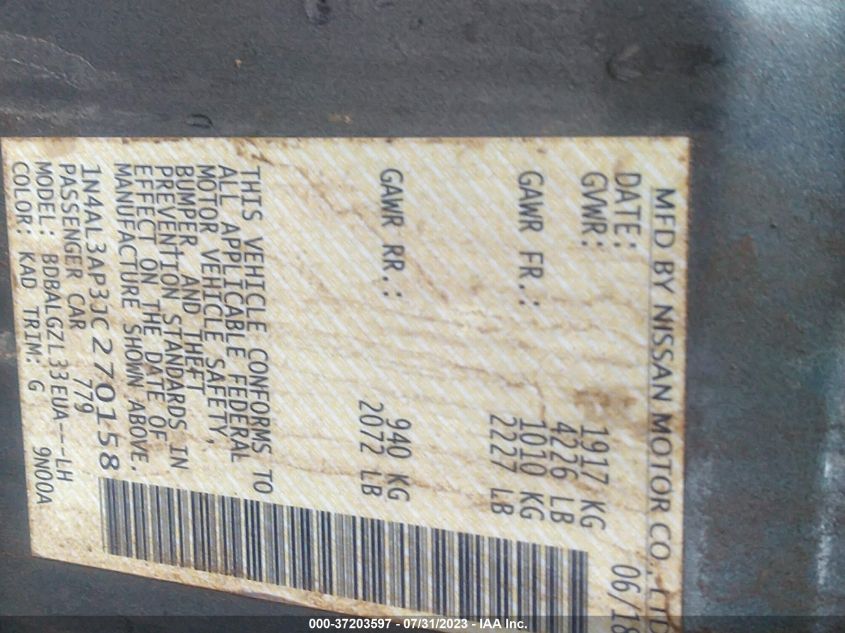 MFD BY NISSAN MOTOR CO., LTD
DATE: 06/18
GVWR: 1917 KG
4226 LB
GAWR FR.: 1010 KG
2227 LB
GAWR RR.: 940 KG
2072 LB
THIS VEHICLE CONFORMS TO
ALL APPLICABLE FEDERAL
MOTOR VEHICLE SAFETY,
BUMPER, AND THEFT
PREVENTION STANDARDS IN
EFFECT ON THE DATE OF
MANUFACTURE SHOWN ABOVE.
1N4AL3AP3JC270158
PASSENGER CAR 779
MODEL: BDBALGZL33EUA---LH
COLOR: KAD TRIM: G 9N00A
000-37203597 - 07/31/2023 - IAA Inc.